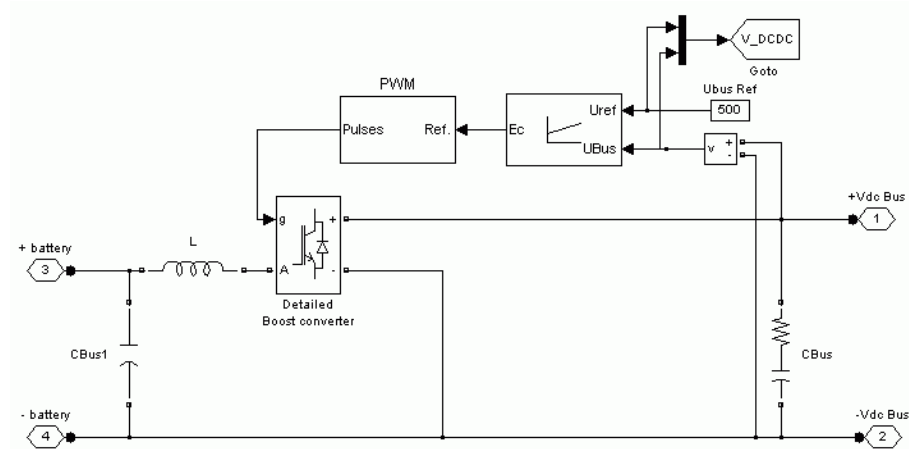 V_DCDC
Goto
Ubus Ref
500
PWM
Pulses
Ref.
Ec
Uref
UBus
v
+
-
+Vdc Bus
1
g
+
A
-
L
+ battery
3
Detailed
Boost converter
CBus1
CBus
- battery
4
-Vdc Bus
2